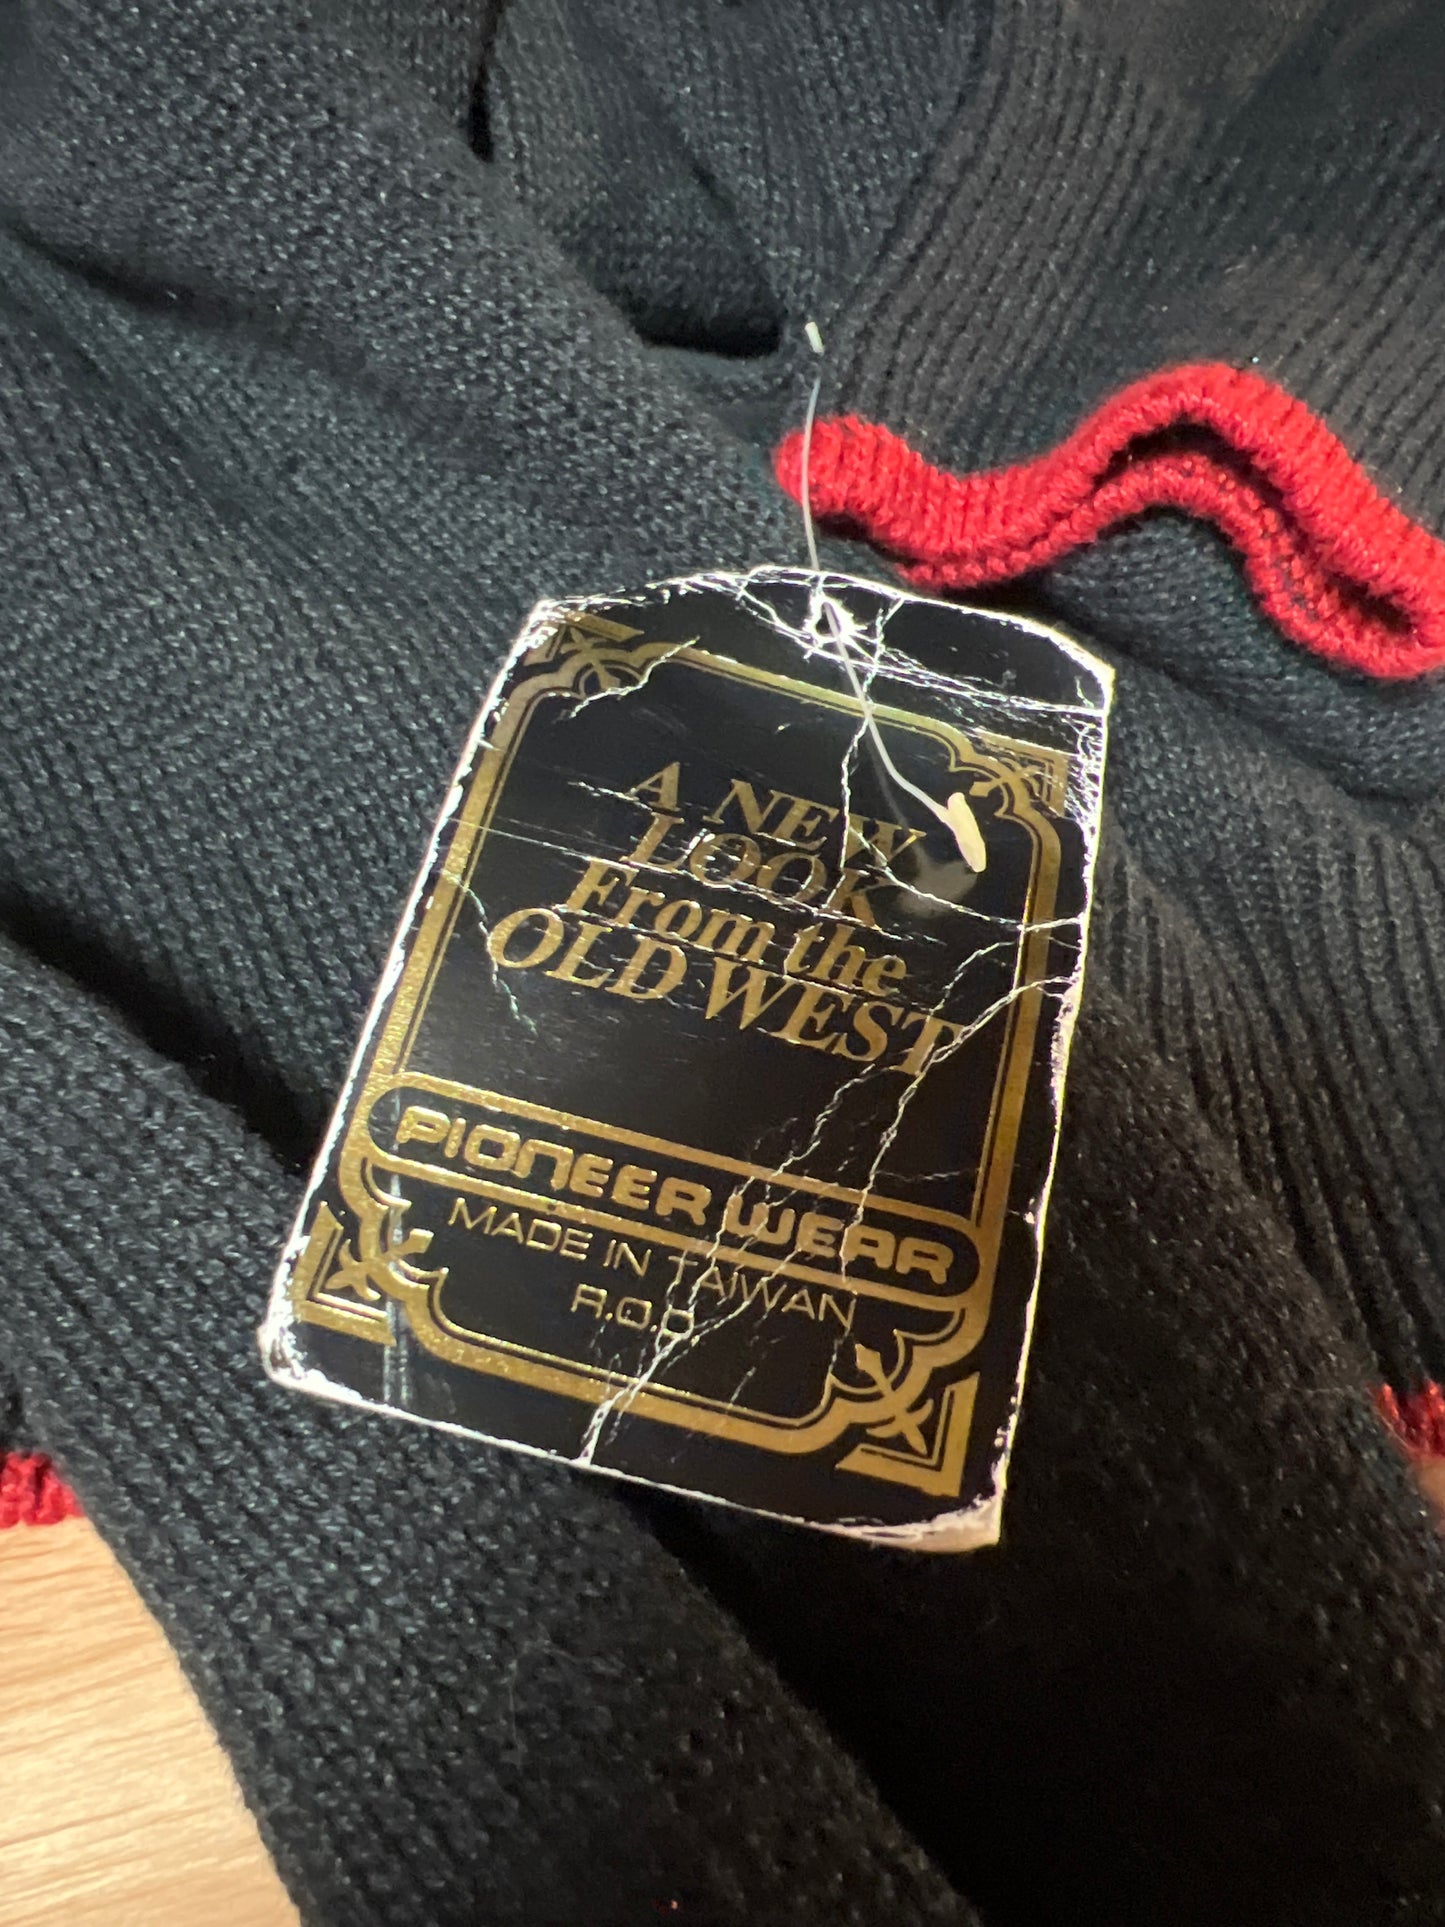 A NEW
LOOK
From the
OLD WEST
PIONEER WEAR
MADE IN TAIWAN
R.O.C